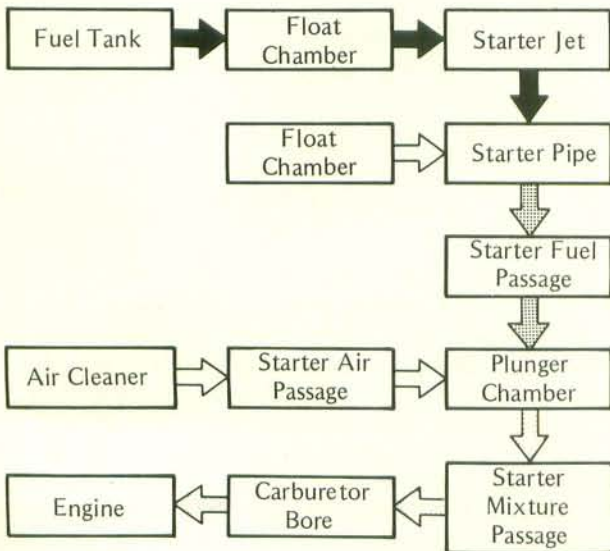 Fuel Tank
Float
Chamber
Starter Jet
Float
Chamber
Starter Pipe
Starter Fuel
Passage
Air Cleaner
Starter Air
Passage
Plunger
Chamber
Engine
Carburetor
Bore
Starter
Mixture
Passage